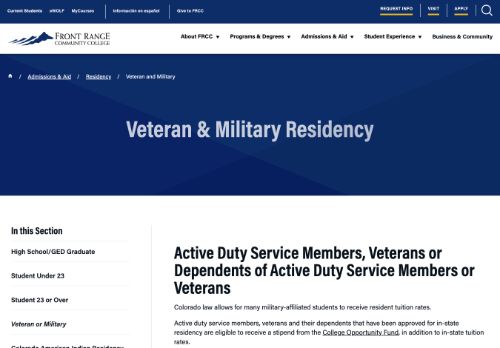 Current Students eWOLF MyCourses Información en español Give to FRCC REQUEST INFO VISIT APPLY
FRONT RANGE
COMMUNITY COLLEGE
About FRCC Programs & Degrees Admissions & Aid Student Experience Business & Community
/ Admissions & Aid / Residency / Veteran and Military
Veteran & Military Residency
In this Section
High School/GED Graduate
Student Under 23
Student 23 or Over
Veteran or Military
Colorado American Indian Residency
Active Duty Service Members, Veterans or
Dependents of Active Duty Service Members or
Veterans
Colorado law allows for many military-affiliated students to receive resident tuition rates.
Active duty service members, veterans and their dependents that have been approved for in-state
residency are eligible to receive a stipend from the College Opportunity Fund, in addition to in-state tuition
rates.